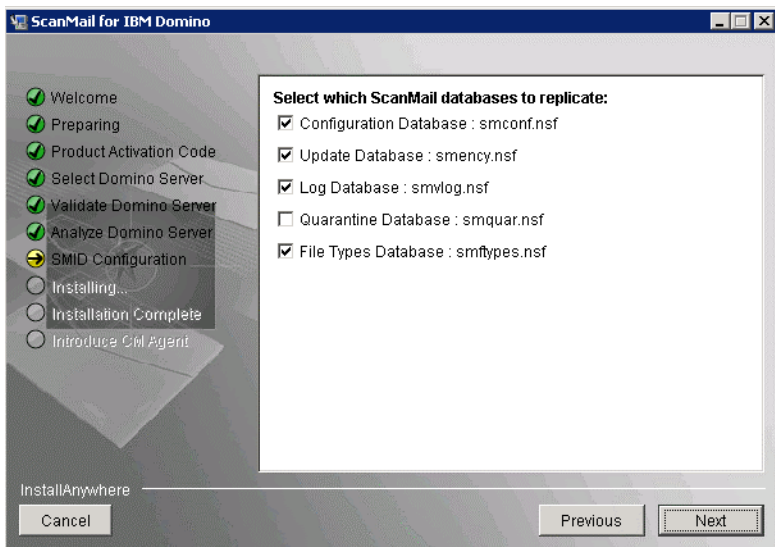 ScanMail for IBM Domino
Welcome
Preparing
Product Activation Code
Select Domino Server
Validate Domino Server
Analyze Domino Server
SMID Configuration
Installing...
Installation Complete
Introduce CM Agent
Select which ScanMail databases to replicate:
Configuration Database : smconf.nsf
Update Database : smency.nsf
Log Database : smvlog.nsf
Quarantine Database : smquar.nsf
File Types Database : smftypes.nsf
InstallAnywhere
Cancel
Previous
Next